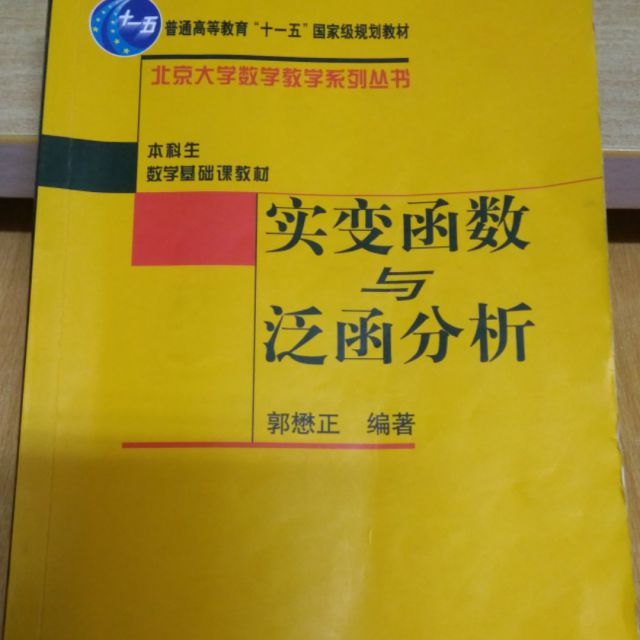 十一五
普通高等教育“十一五”国家级规划教材
北京大学数学教学系列丛书
本科生
数学基础课教材
实变函数
与
泛函分析
郭懋正 编著